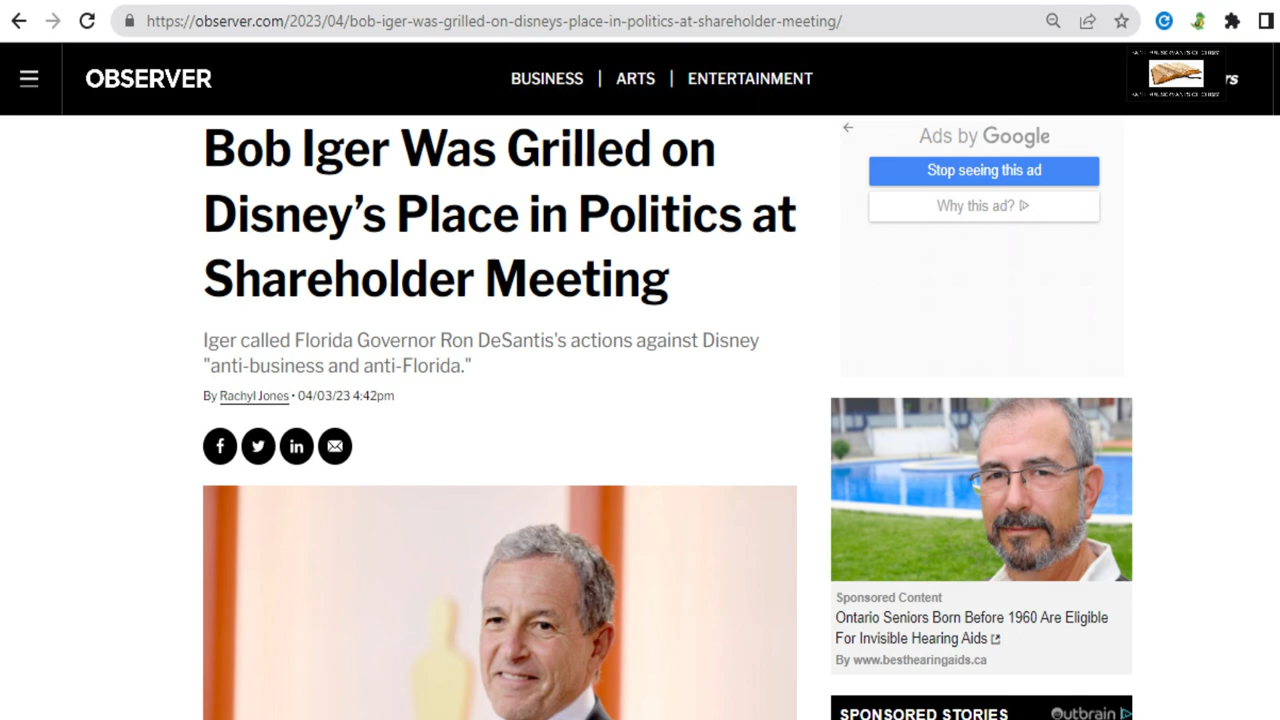 https://observer.com/2023/04/bob-iger-was-grilled-on-disneys-place-in-politics-at-shareholder-meeting/
OBSERVER
BUSINESS | ARTS | ENTERTAINMENT
rs
Bob Iger Was Grilled on
Disney's Place in Politics at
Shareholder Meeting
Iger called Florida Governor Ron DeSantis's actions against Disney
"anti-business and anti-Florida."
By Rachyl Jones • 04/03/23 4:42pm
f
in
Ads by Google
Stop seeing this ad
Why this ad?
Sponsored Content
Ontario Seniors Born Before 1960 Are Eligible
For Invisible Hearing Aids
By www.besthearingaids.ca
SPONSORED STORIES
Outbrain